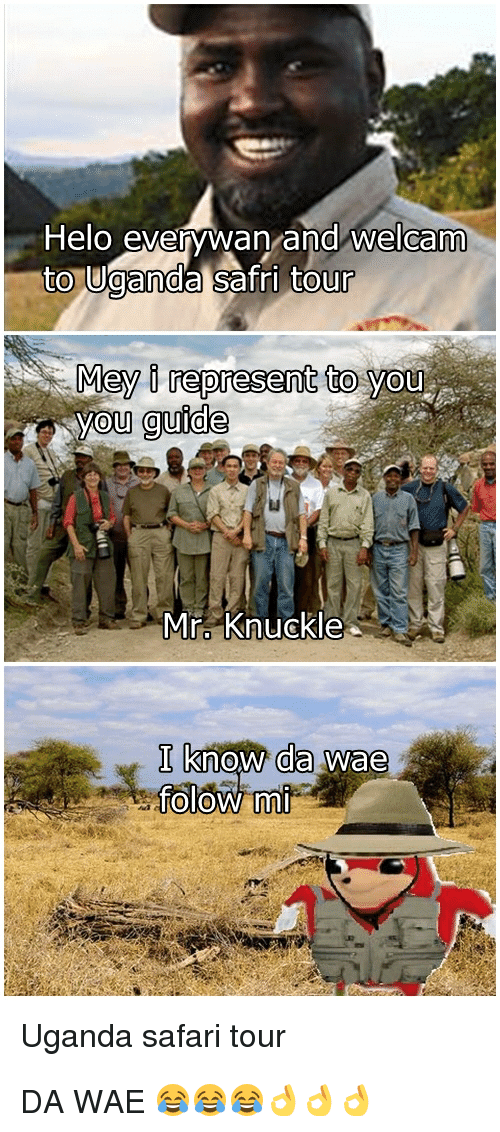 Helo everywan and welcam
to Uganda safri tour
Mey i represent to you
you guide
Mr. Knuckle
I know da wae
folow mi
Uganda safari tour
DA WAE 😂😂😂👌👌👌